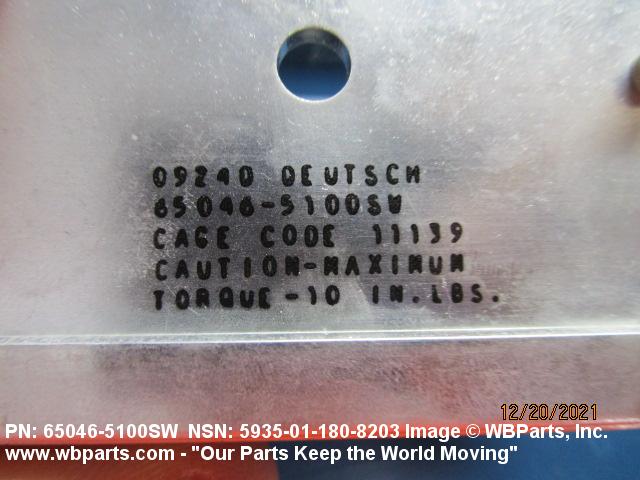 09240 DEUTSCH
65046-5100SW
CAGE CODE 11139
CAUTION-MAXIMUM
TORQUE-10 IN.LBS.
12/20/2021
PN: 65046-5100SW NSN: 5935-01-180-8203 Image © WBParts, Inc.
www.wbparts.com - "Our Parts Keep the World Moving"